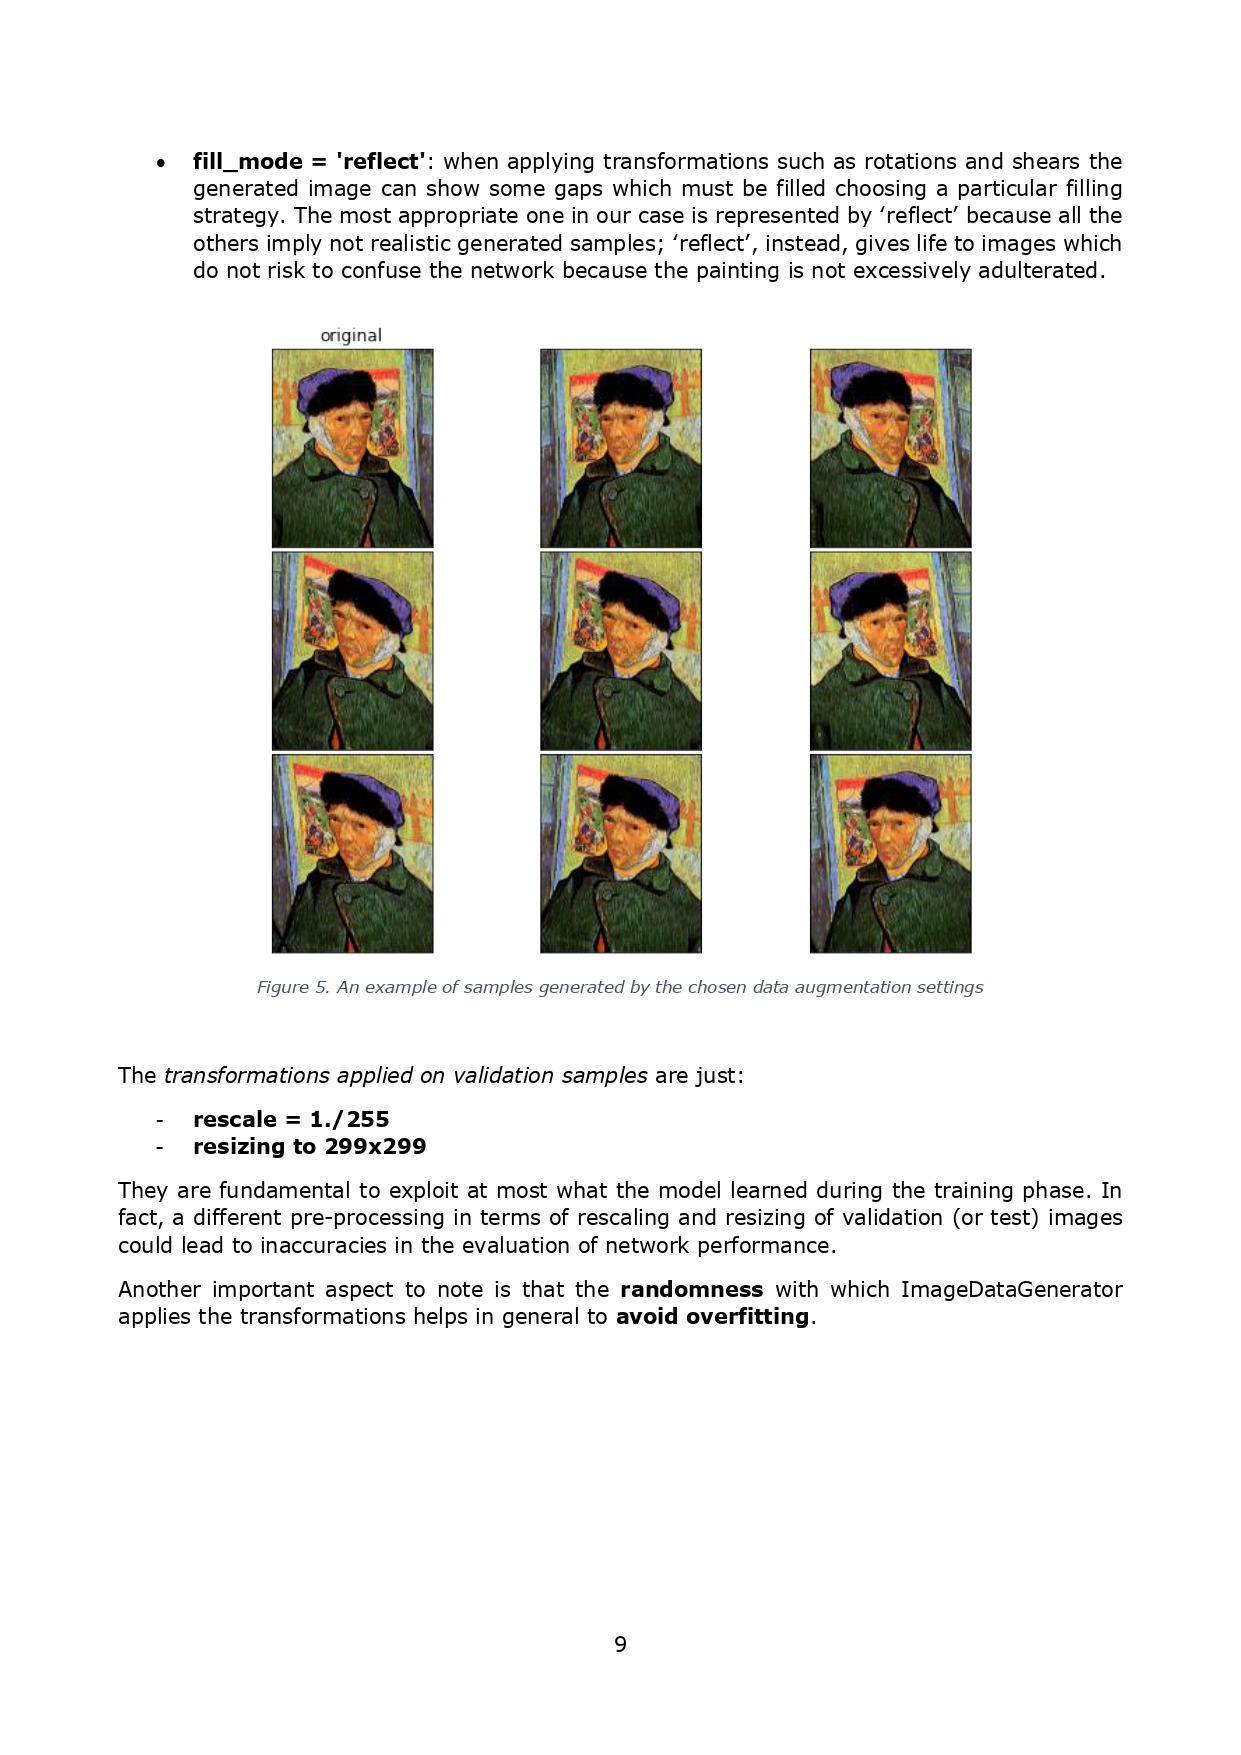 • fill_mode = 'reflect': when applying transformations such as rotations and shears the
generated image can show some gaps which must be filled choosing a particular filling
strategy. The most appropriate one in our case is represented by ‘reflect’ because all the
others imply not realistic generated samples; ‘reflect’, instead, gives life to images which
do not risk to confuse the network because the painting is not excessively adulterated.
original
Figure 5. An example of samples generated by the chosen data augmentation settings
The transformations applied on validation samples are just:
- rescale = 1./255
- resizing to 299x299
They are fundamental to exploit at most what the model learned during the training phase. In
fact, a different pre-processing in terms of rescaling and resizing of validation (or test) images
could lead to inaccuracies in the evaluation of network performance.
Another important aspect to note is that the randomness with which ImageDataGenerator
applies the transformations helps in general to avoid overfitting.
9